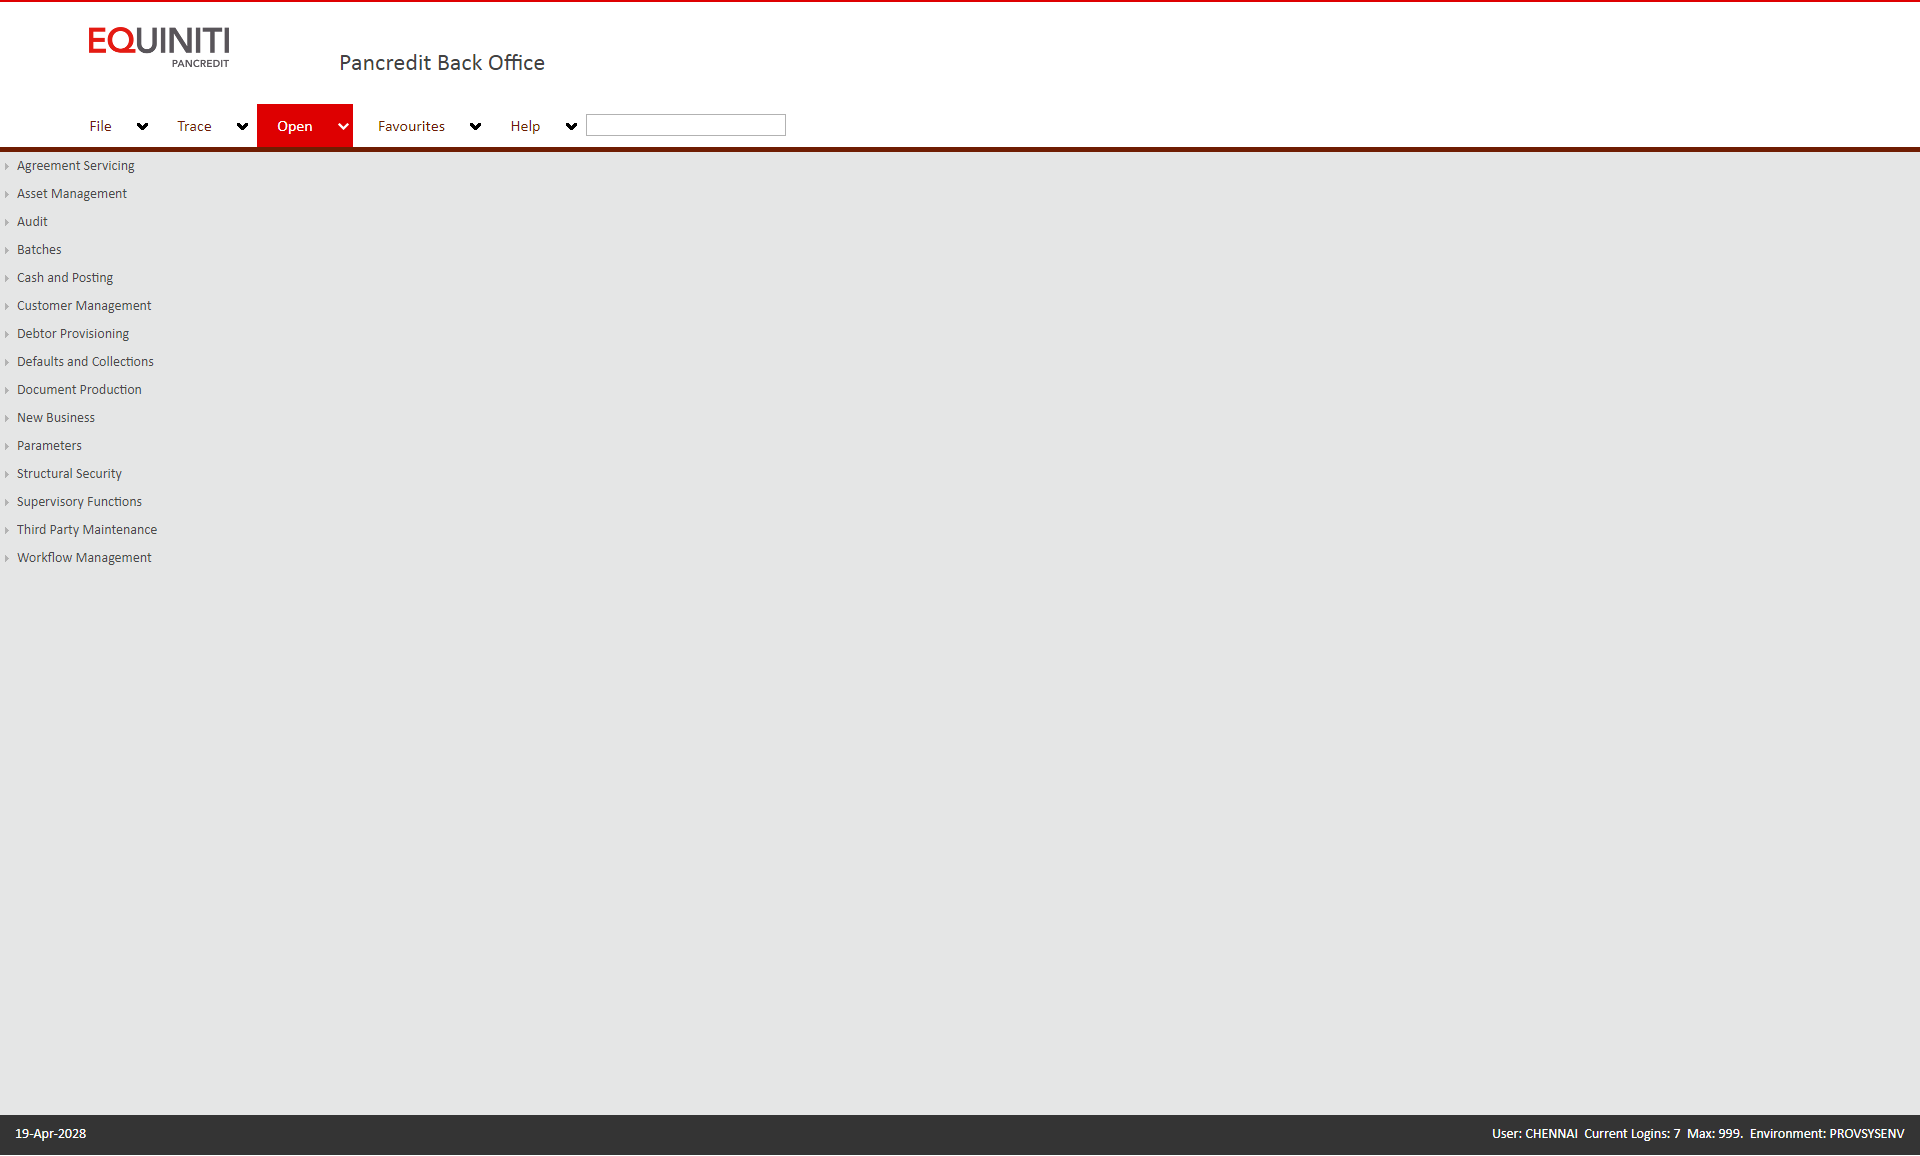 EQUINITI
PANCREDIT
Pancredit Back Office
File Trace Open Favourites Help
Agreement Servicing
Asset Management
Audit
Batches
Cash and Posting
Customer Management
Debtor Provisioning
Defaults and Collections
Document Production
New Business
Parameters
Structural Security
Supervisory Functions
Third Party Maintenance
Workflow Management
19-Apr-2028 User: CHENNAI Current Logins: 7 Max: 999. Environment: PROVSYSENV